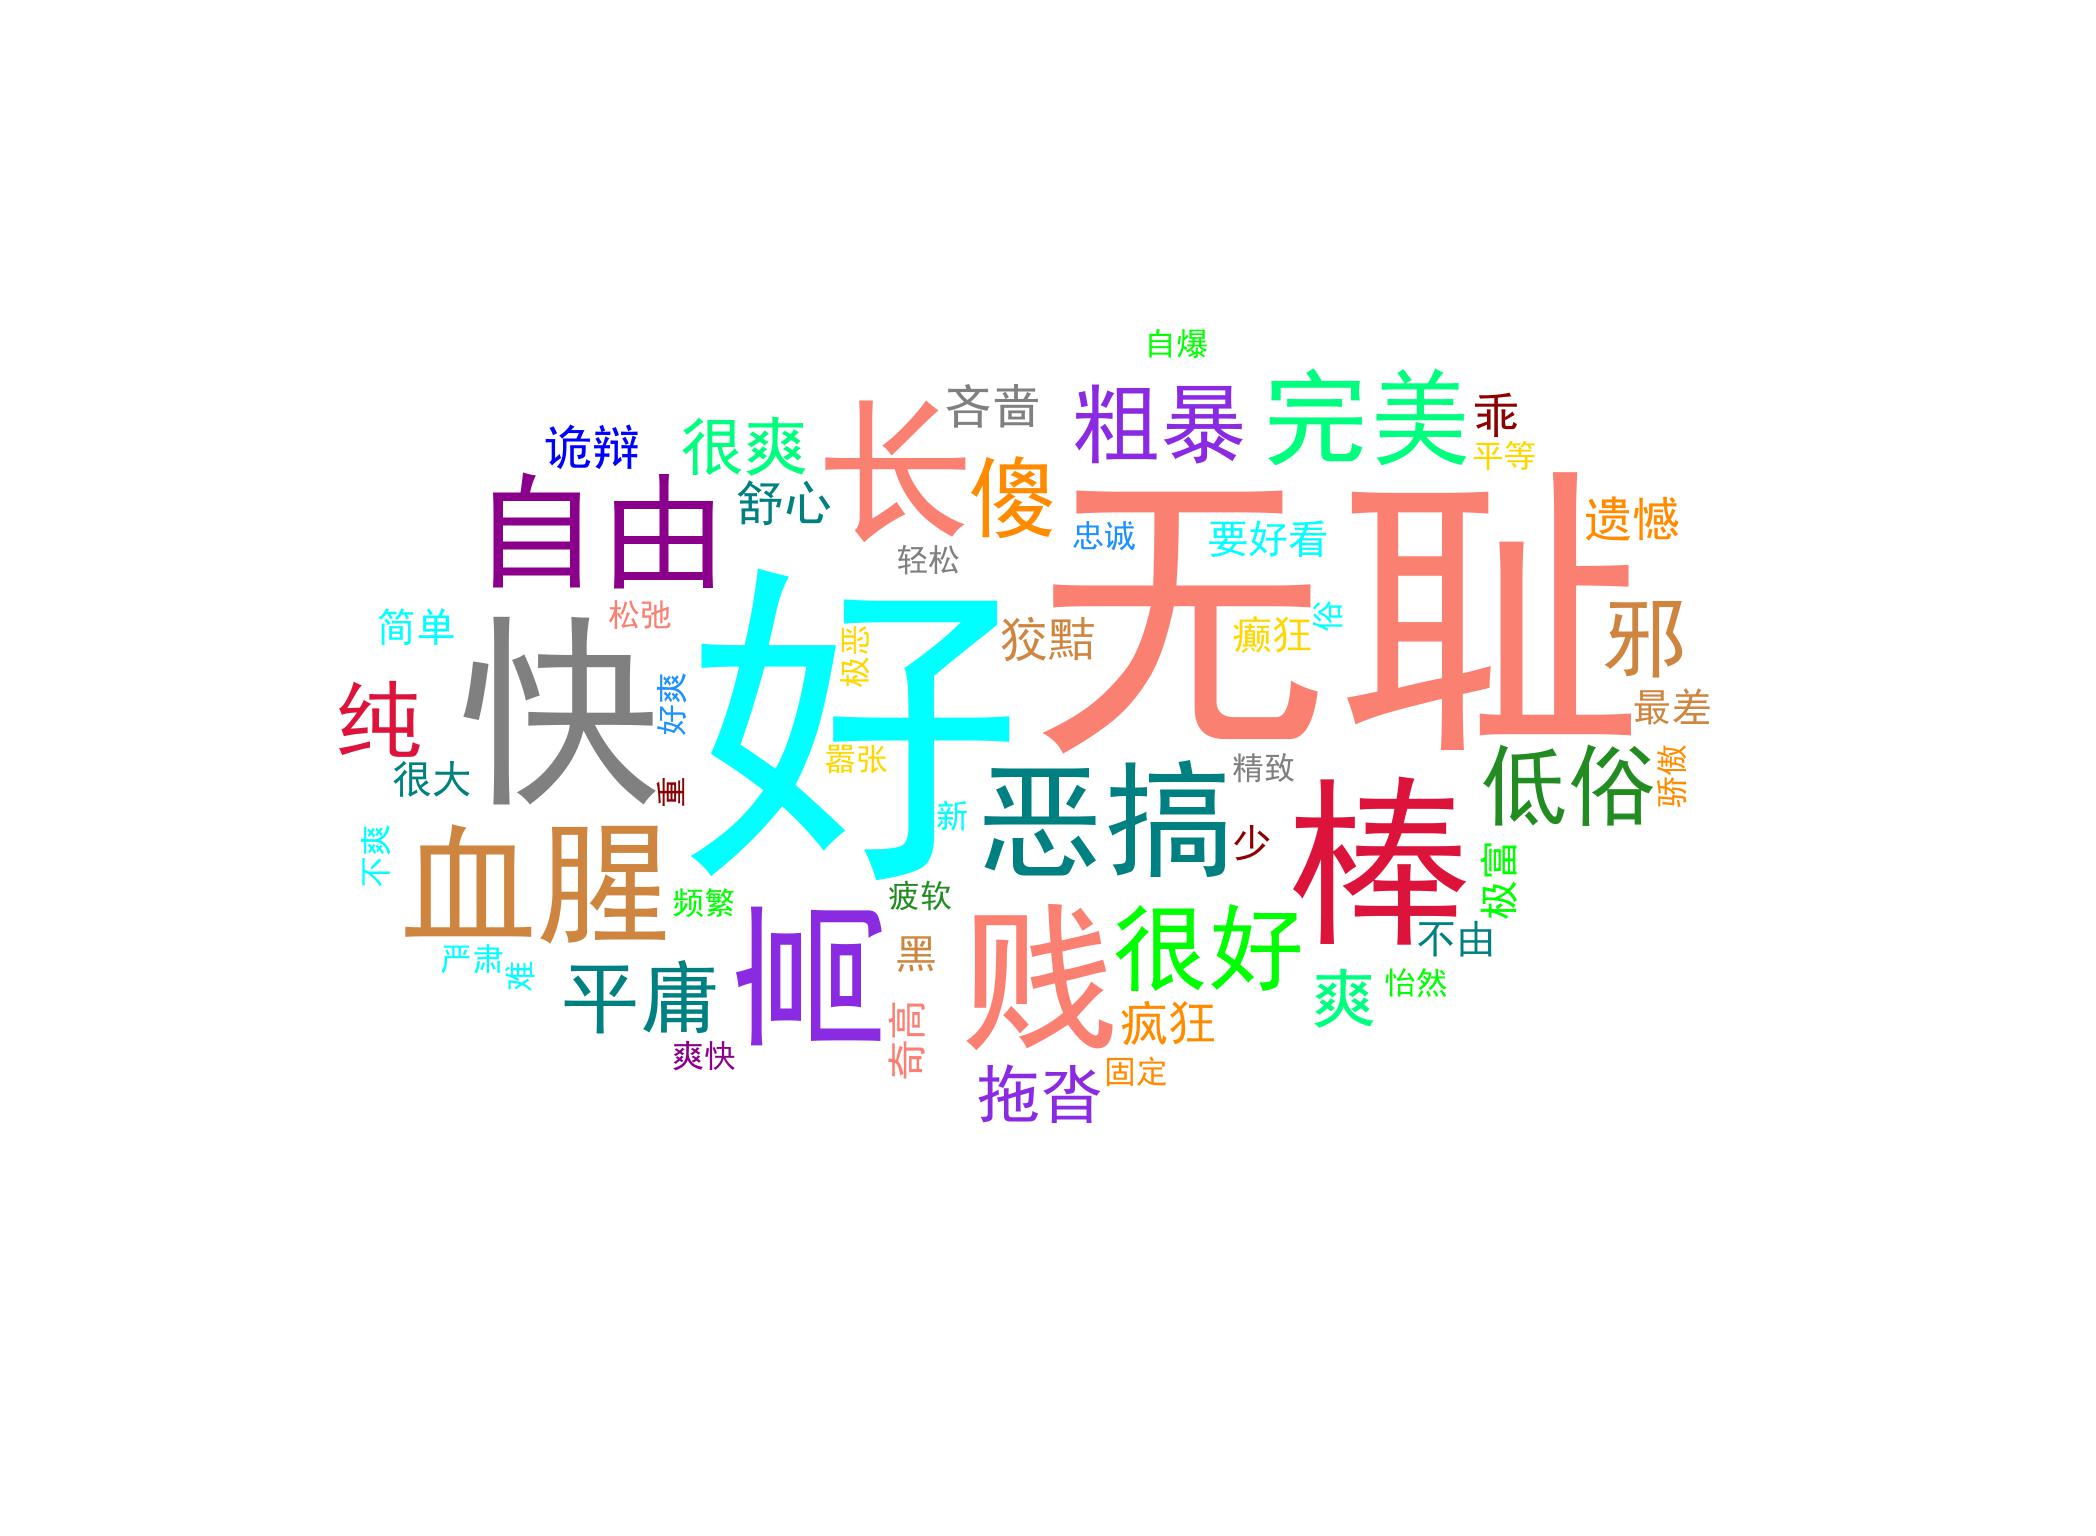 自爆
粗暴
完美
吝啬
乖
平等
诡辩
很爽
长
傻
自由
舒心
无耻
遗憾
忠诚
要好看
轻松
简单
松弛
好
极恶
狡黠
癫狂
俗
邪
快
好爽
纯
最差
很大
重
嚣张
新
恶搞
精致
低俗
骄傲
棒
少
不爽
血腥
频繁
疲软
极富
严肃
难
平庸
黑
贱
很好
不由
爽
怡然
疯狂
奇高
爽快
固定
拖沓